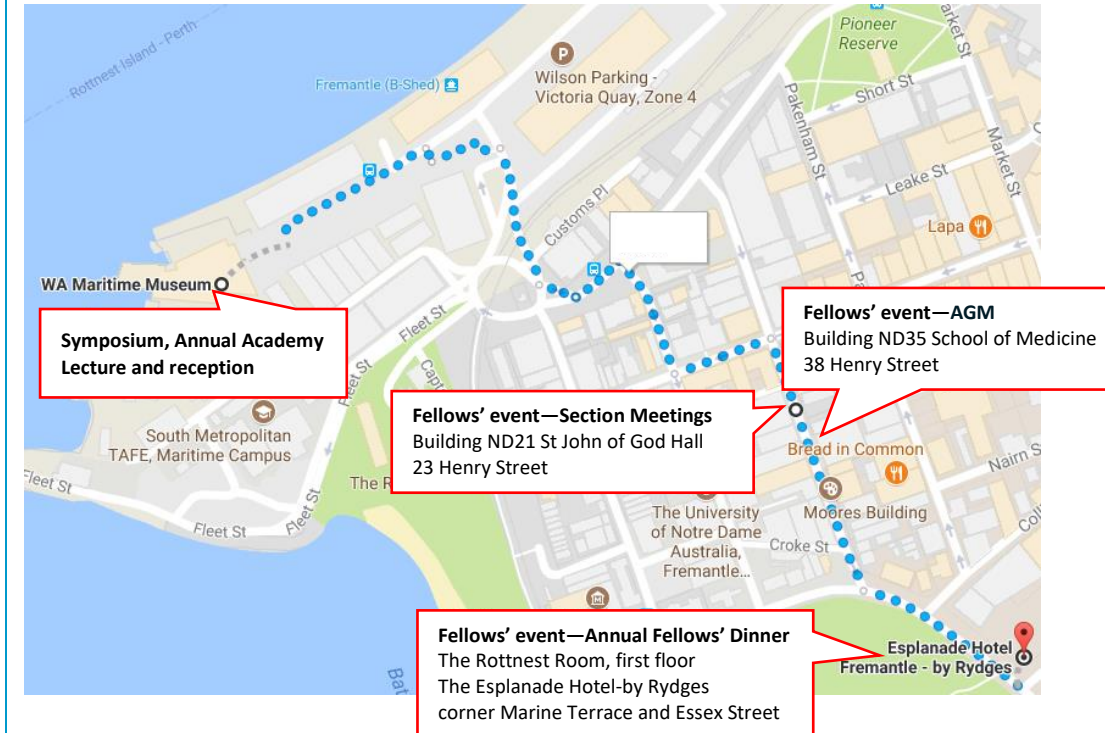 Rottnest Island - Perth
Fremantle (B-Shed)
Wilson Parking -
Victoria Quay, Zone 4
Pioneer
Reserve
Market St
Short St
Pakenham St
Market St
Leake St
Customs Pl
Lapa
WA Maritime Museum
Symposium, Annual Academy
Lecture and reception
Fleet St
Fleet St
Fellows’ event—AGM
Building ND35 School of Medicine
38 Henry Street
Fellows’ event—Section Meetings
Building ND21 St John of God Hall
23 Henry Street
South Metropolitan
TAFE, Maritime Campus
Bread in Common
Nairn S
Fleet St
Fleet St
The R
The University
of Notre Dame
Australia,
Fremantle...
Moores Building
Croke St
Fellows’ event—Annual Fellows’ Dinner
The Rottnest Room, first floor
The Esplanade Hotel-by Rydges
corner Marine Terrace and Essex Street
Esplanade Hotel
Fremantle - by Rydges